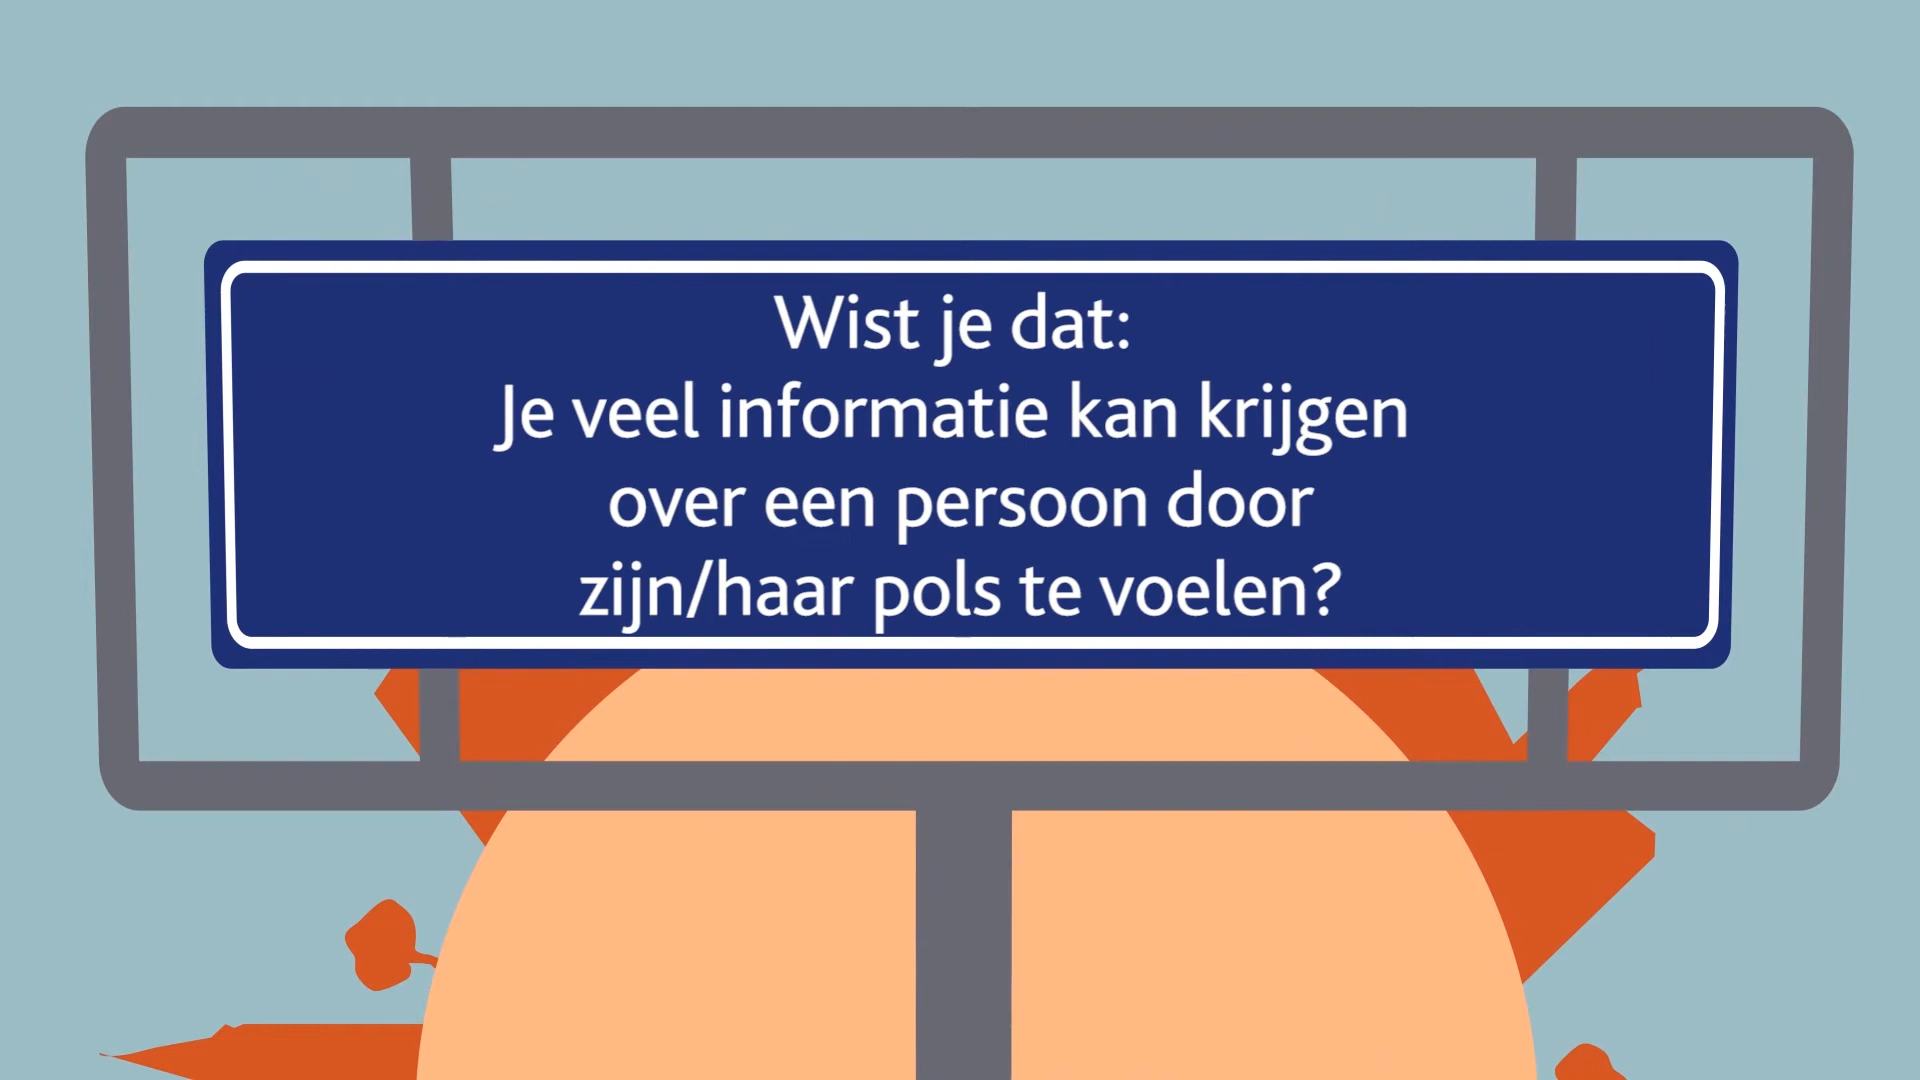 Wist je dat:
Je veel informatie kan krijgen
over een persoon door
zijn/haar pols te voelen?